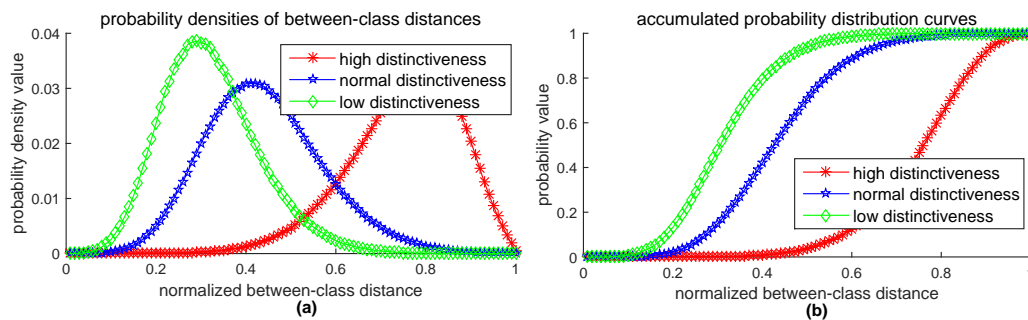 probability densities of between-class distances
0.04
0.03
0.02
0.01
0
probability density value
high distinctiveness
normal distinctiveness
low distinctiveness
0 0.2 0.4 0.6 0.8 1
normalized between-class distance
(a)
accumulated probability distribution curves
1
0.8
0.6
0.4
0.2
0
probability value
high distinctiveness
normal distinctiveness
low distinctiveness
0 0.2 0.4 0.6 0.8 1
normalized between-class distance
(b)